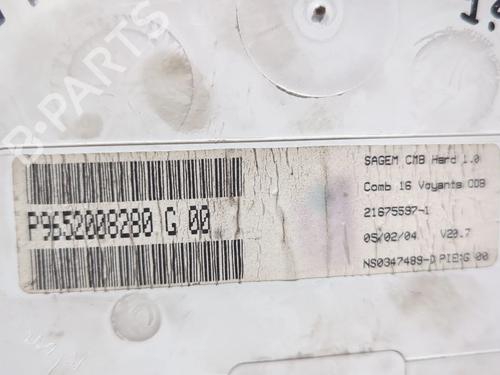 B-PARTS
P9652008280 G 00
SAGEM CMB Hard 1.0
Comb 16 Voyants ODB
21675597-1
05/02/04 V20.7
NS0347489-D PIE:G 00